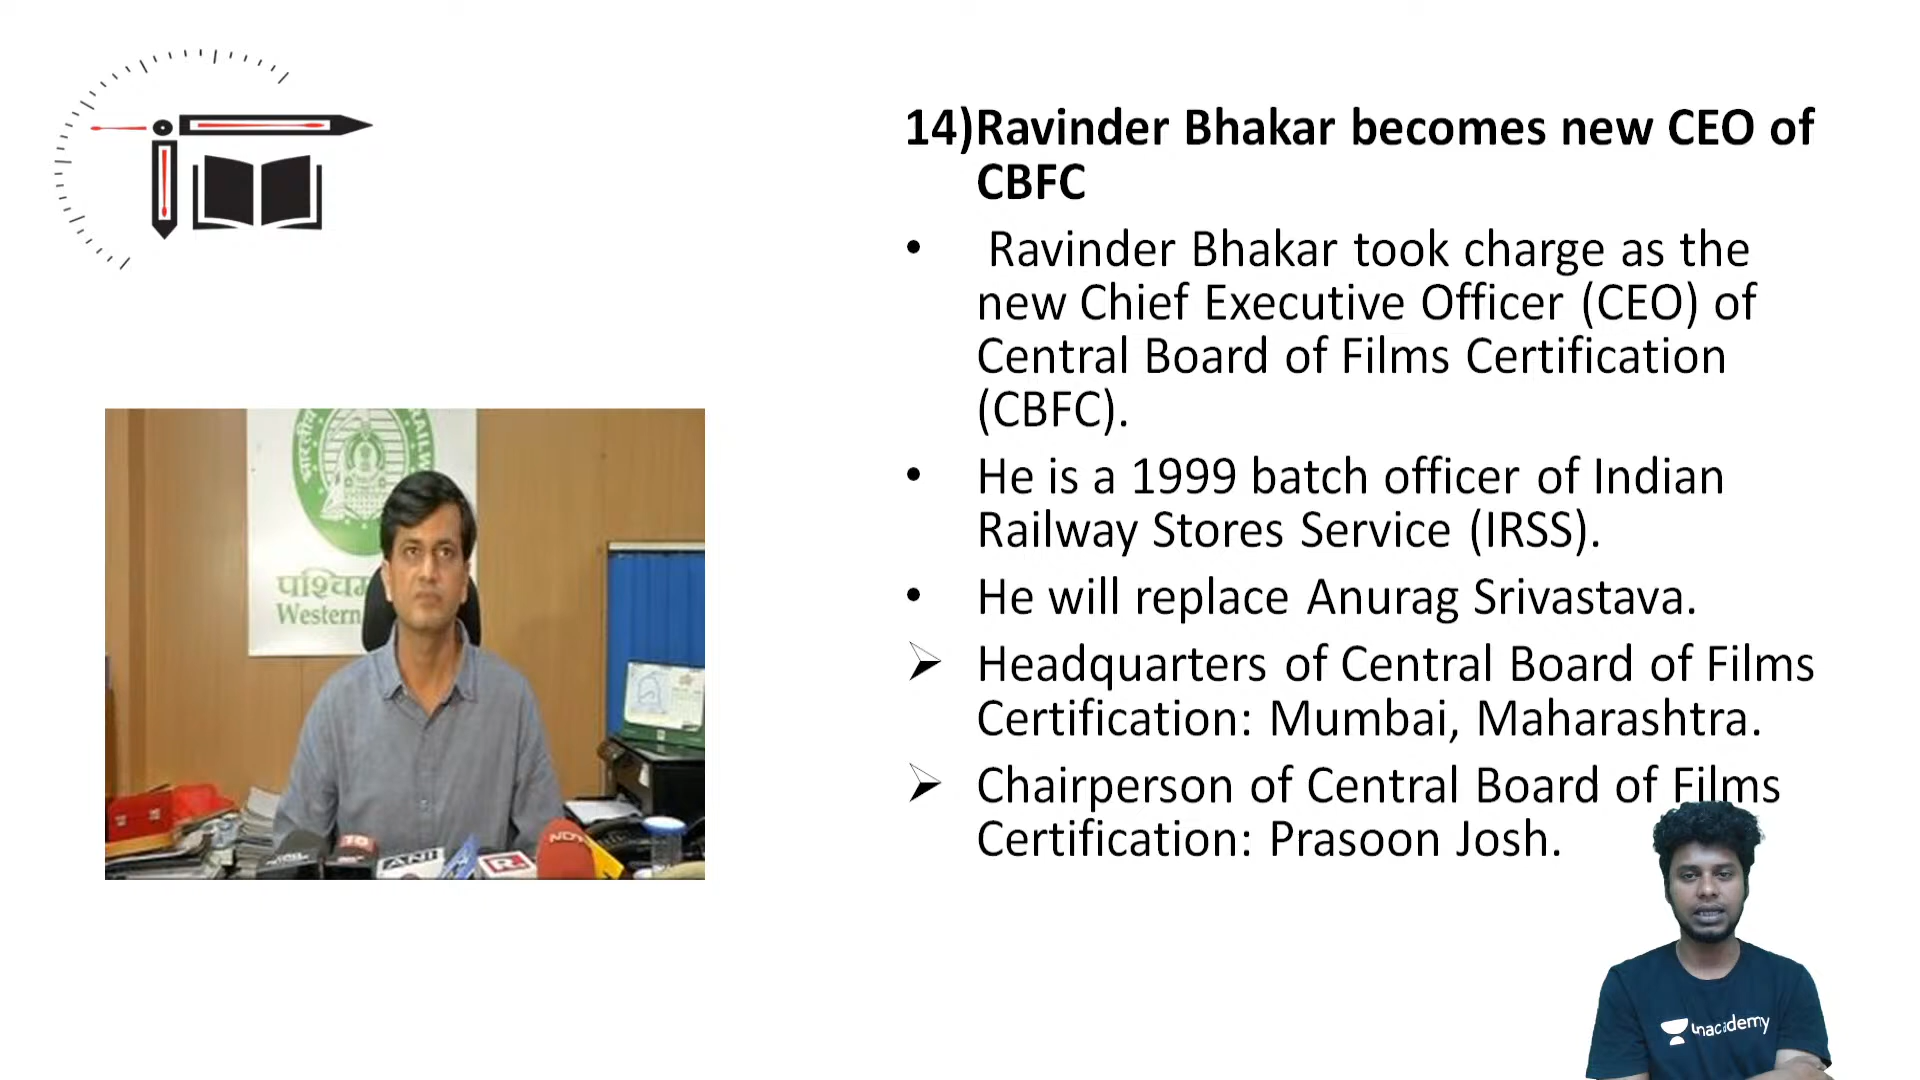 14)Ravinder Bhakar becomes new CEO of
CBFC
• Ravinder Bhakar took charge as the
new Chief Executive Officer (CEO) of
Central Board of Films Certification
(CBFC).
• He is a 1999 batch officer of Indian
Railway Stores Service (IRSS).
• He will replace Anurag Srivastava.
➢ Headquarters of Central Board of Films
Certification: Mumbai, Maharashtra.
➢ Chairperson of Central Board of Films
Certification: Prasoon Josh.
पश्चिम
Western
ANI
R.
NDTV
unacademy